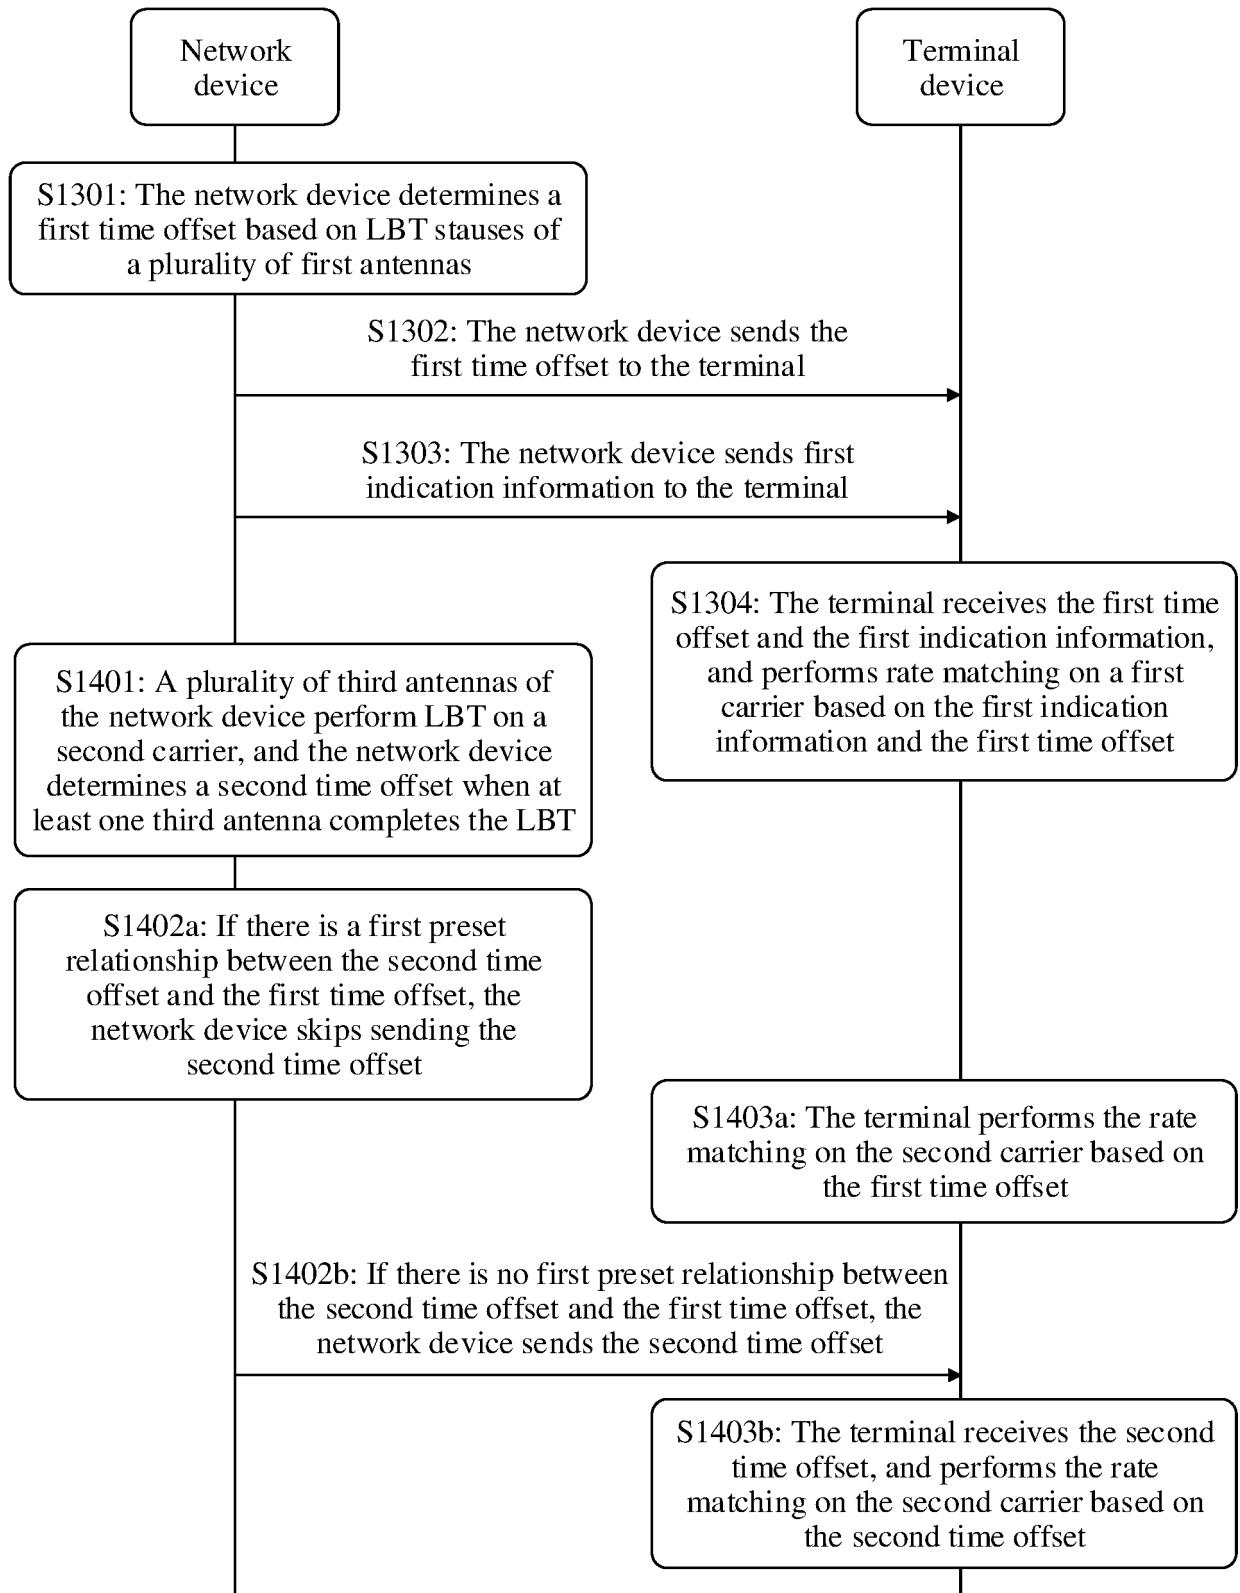 Network
device
Terminal
device
S1301: The network device determines a
first time offset based on LBT stauses of
a plurality of first antennas
S1302: The network device sends the
first time offset to the terminal
S1303: The network device sends first
indication information to the terminal
S1304: The terminal receives the first time
offset and the first indication information,
and performs rate matching on a first
carrier based on the first indication
information and the first time offset
S1401: A plurality of third antennas of
the network device perform LBT on a
second carrier, and the network device
determines a second time offset when at
least one third antenna completes the LBT
S1402a: If there is a first preset
relationship between the second time
offset and the first time offset, the
network device skips sending the
second time offset
S1403a: The terminal performs the rate
matching on the second carrier based on
the first time offset
S1402b: If there is no first preset relationship between
the second time offset and the first time offset, the
network device sends the second time offset
S1403b: The terminal receives the second
time offset, and performs the rate
matching on the second carrier based on
the second time offset